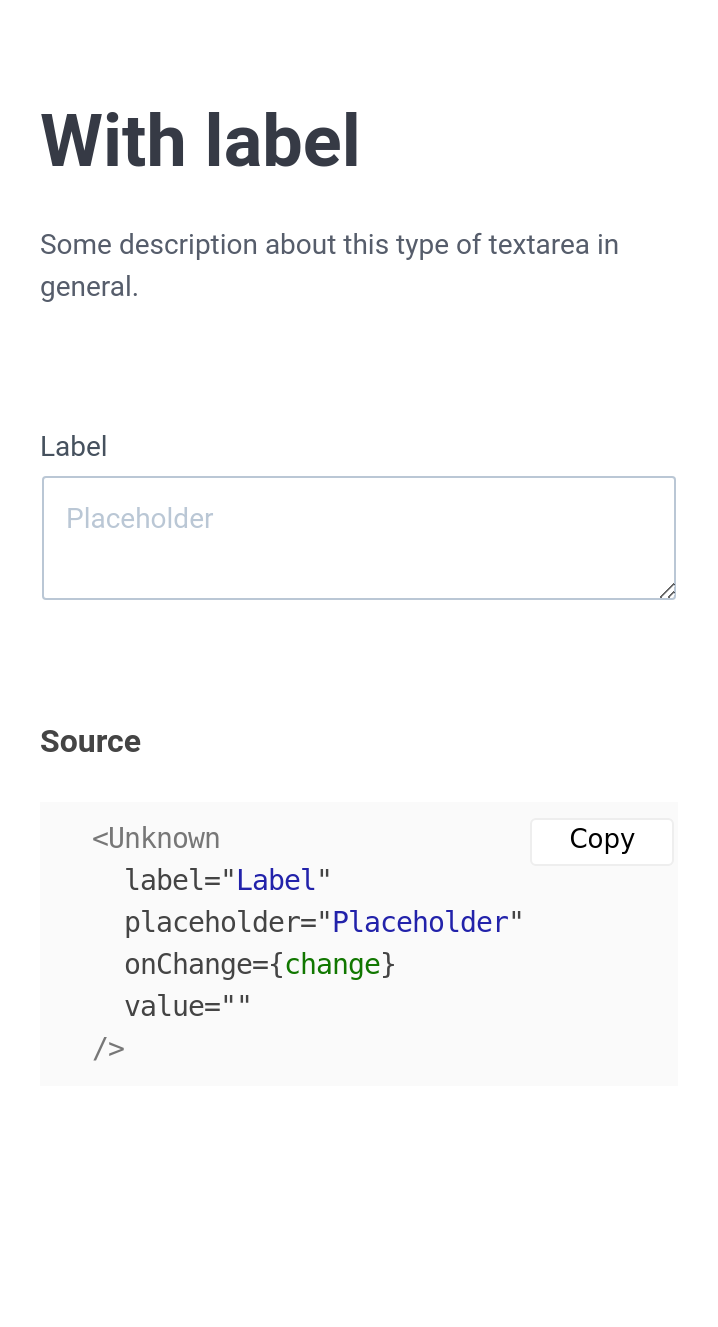 With label
Some description about this type of textarea in
general.
Label
Placeholder
Source
<Unknown
Copy
label="Label"
placeholder="Placeholder"
onChange={change}
value=""
/>